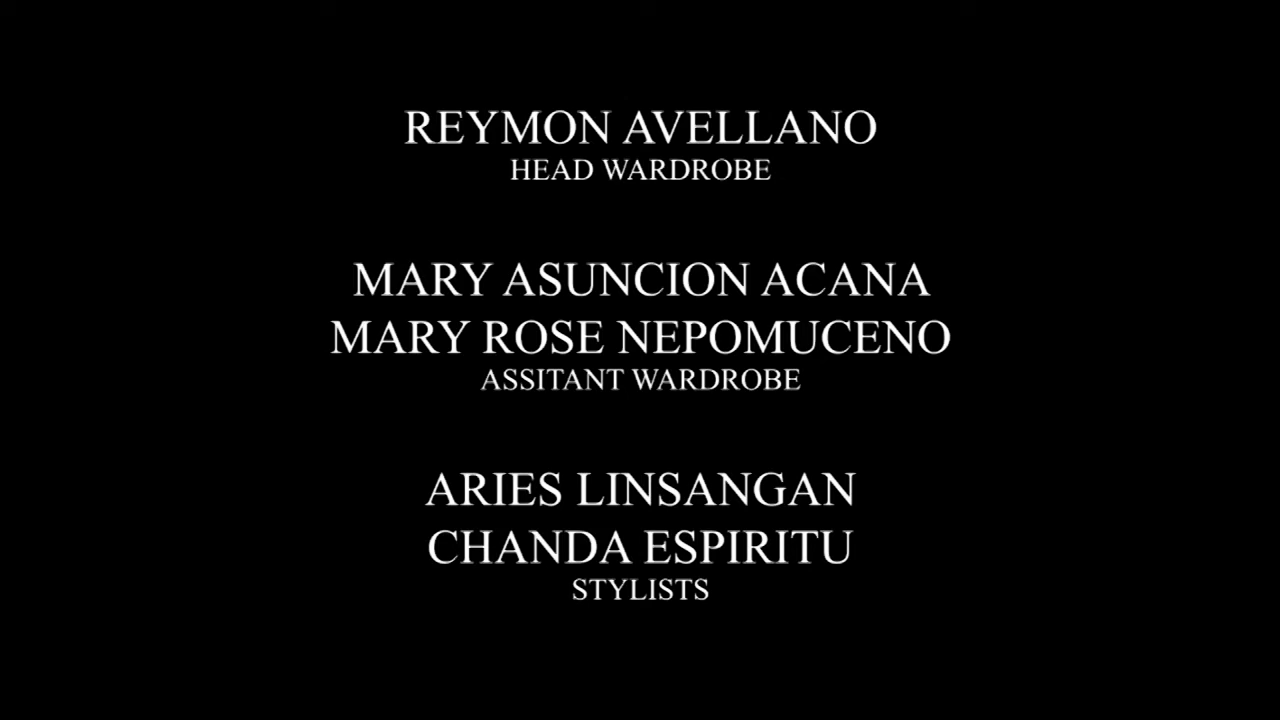 REYMON AVELLANO
HEAD WARDROBE
MARY ASUNCION ACANA
MARY ROSE NEPOMUCENO
ASSITANT WARDROBE
ARIES LINSANGAN
CHANDA ESPIRITU
STYLISTS